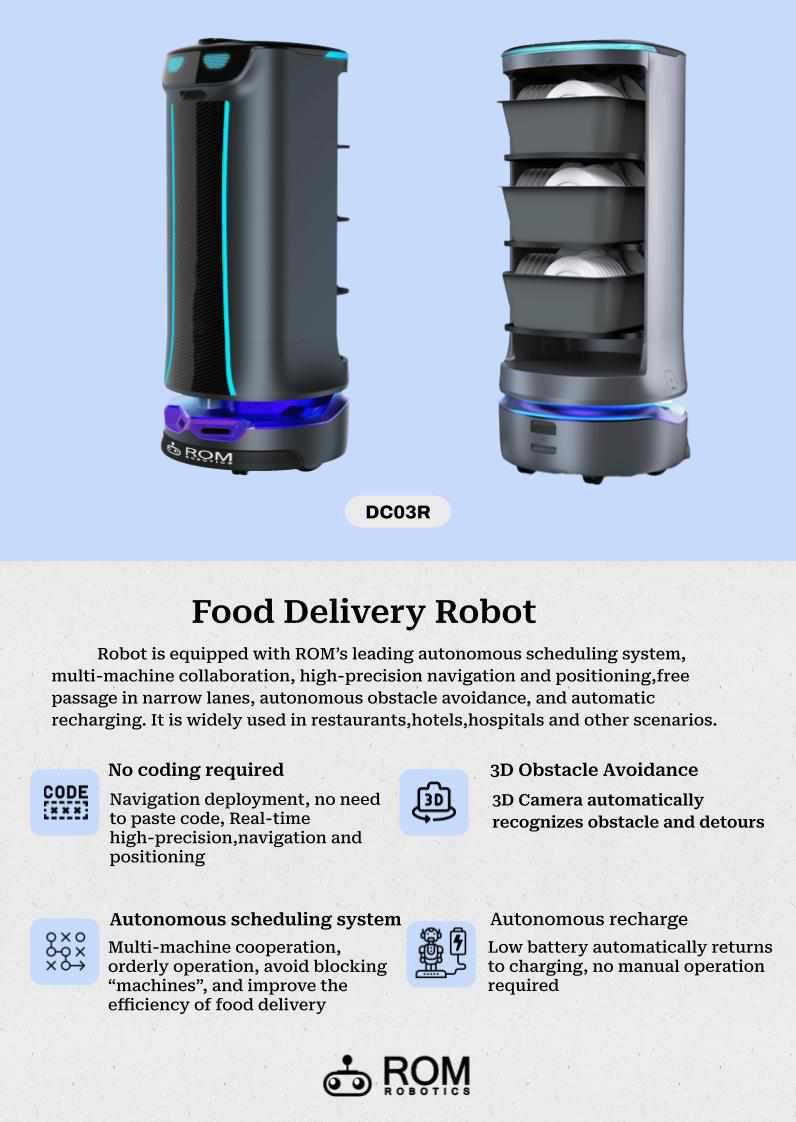 ROM
ROBOTICS
DC03R
Food Delivery Robot
Robot is equipped with ROM’s leading autonomous scheduling system,
multi-machine collaboration, high-precision navigation and positioning,free
passage in narrow lanes, autonomous obstacle avoidance, and automatic
recharging. It is widely used in restaurants,hotels,hospitals and other scenarios.
CODE
No coding required
Navigation deployment, no need
to paste code, Real-time
high-precision,navigation and
positioning
3D
3D Obstacle Avoidance
3D Camera automatically
recognizes obstacle and detours
Autonomous scheduling system
Multi-machine cooperation,
orderly operation, avoid blocking
“machines”, and improve the
efficiency of food delivery
Autonomous recharge
Low battery automatically returns
to charging, no manual operation
required
ROM
ROBOTICS